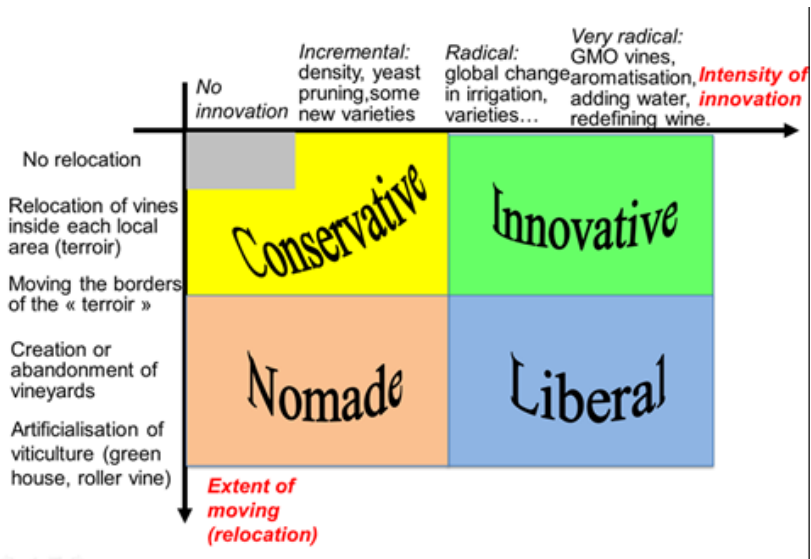 No
innovation
Incremental:
density, yeast
pruning,some
new varieties
Radical:
global change
in irrigation,
varieties...
Very radical:
GMO vines,
aromatisation,
adding water,
redefining wine.
Intensity of
innovation
No relocation
Relocation of vines
inside each local
area (terroir)
Moving the borders
of the « terroir »
Creation or
abandonment of
vineyards
Artificialisation of
viticulture (green
house, roller vine)
Conservative
Innovative
Nomade
Liberal
Extent of
moving
(relocation)